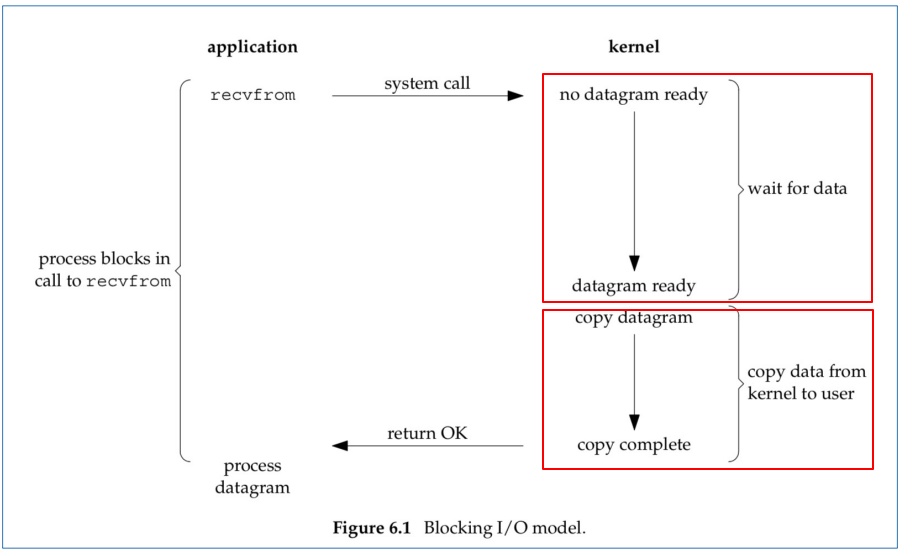 application
kernel
recvfrom
system call
no datagram ready
wait for data
process blocks in
call to recvfrom
datagram ready
copy datagram
copy data from
kernel to user
return OK
copy complete
process
datagram
Figure 6.1 Blocking I/O model.